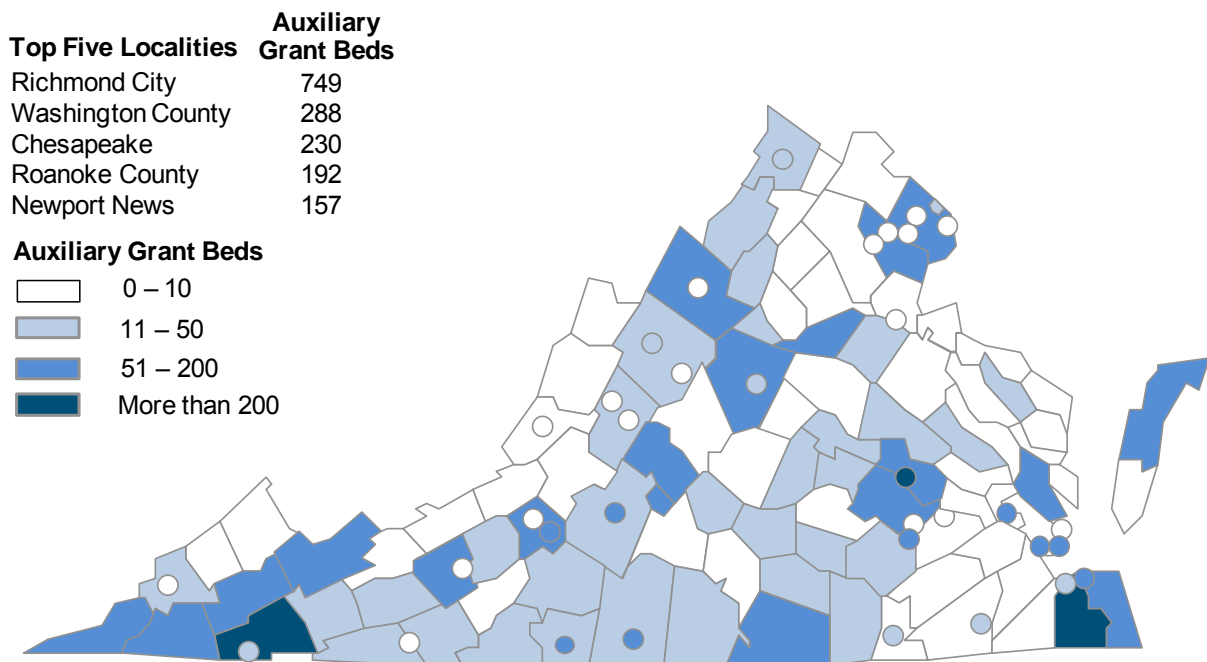 Top Five Localities Auxiliary Grant Beds
Richmond City 749
Washington County 288
Chesapeake 230
Roanoke County 192
Newport News 157
Auxiliary Grant Beds
0 – 10
11 – 50
51 – 200
More than 200